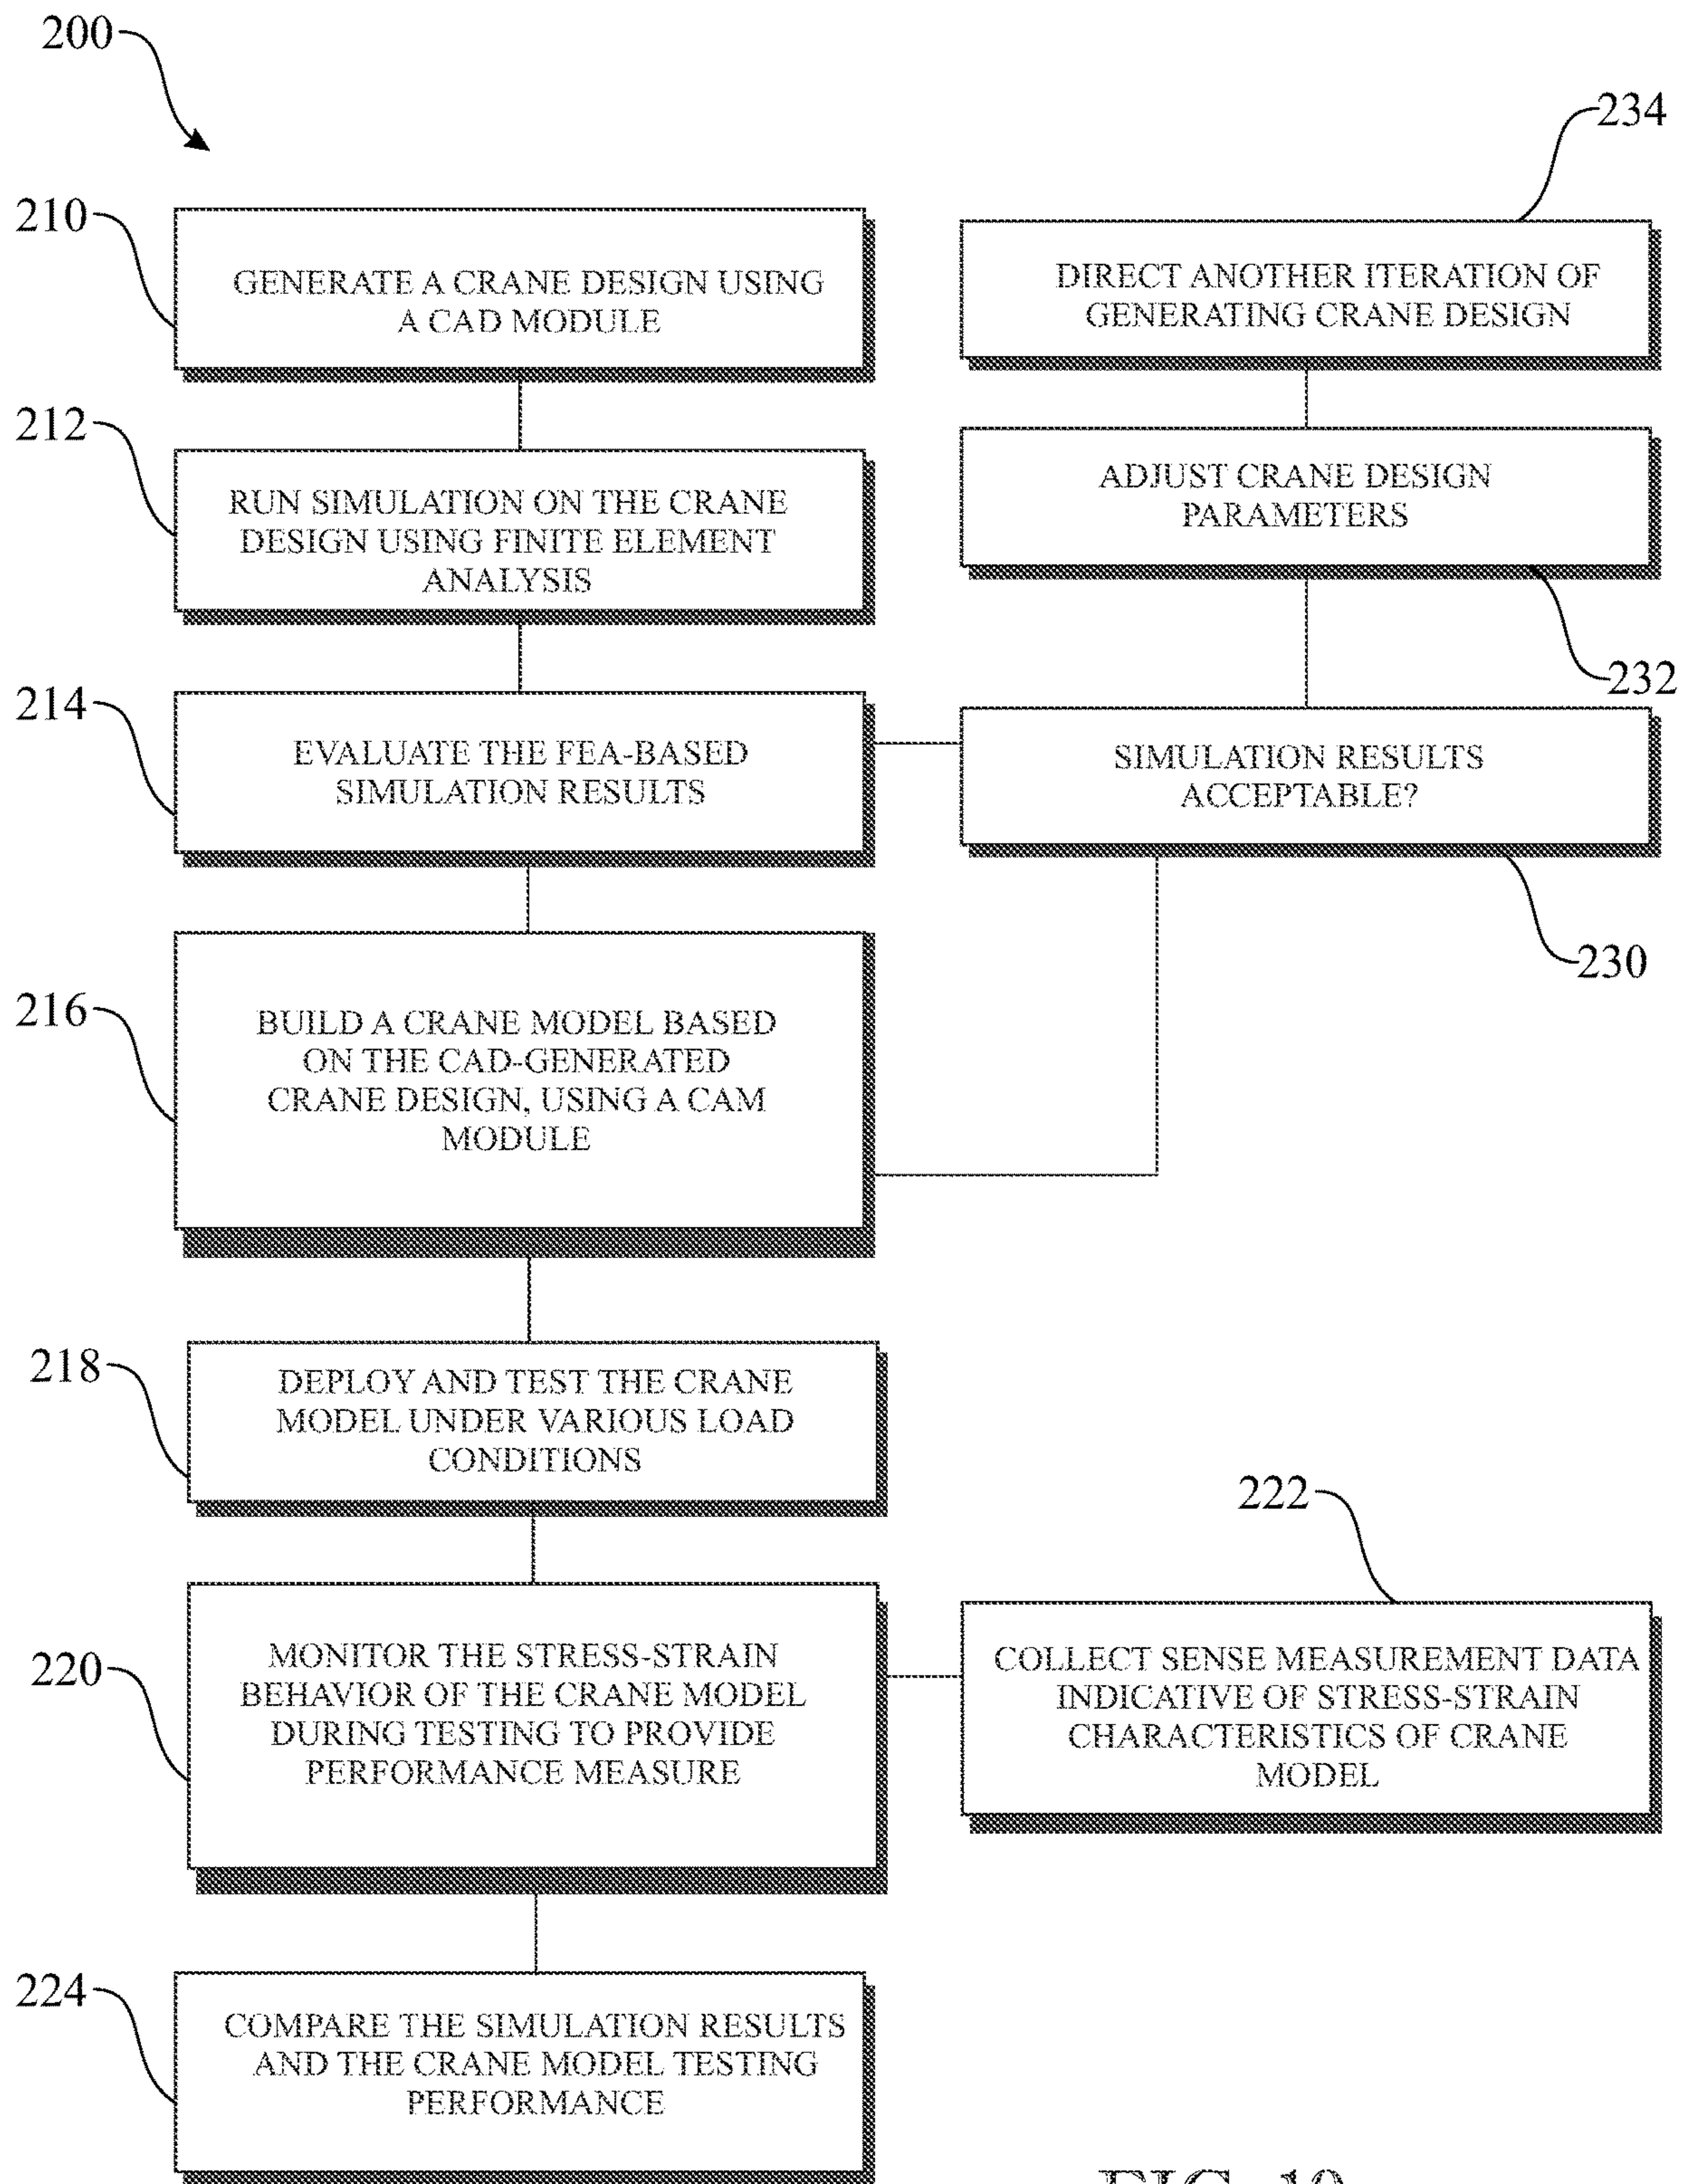 200
234
210
GENERATE A CRANE DESIGN USING
A CAD MODULE
DIRECT ANOTHER ITERATION OF
GENERATING CRANE DESIGN
212
RUN SIMULATION ON THE CRANE
DESIGN USING FINITE ELEMENT
ANALYSIS
ADJUST CRANE DESIGN
PARAMETERS
232
214
EVALUATE THE FEA-BASED
SIMULATION RESULTS
SIMULATION RESULTS
ACCEPTABLE?
230
216
BUILD A CRANE MODEL BASED
ON THE CAD-GENERATED
CRANE DESIGN, USING A CAM
MODULE
218
DEPLOY AND TEST THE CRANE
MODEL UNDER VARIOUS LOAD
CONDITIONS
222
220
MONITOR THE STRESS-STRAIN
BEHAVIOR OF THE CRANE MODEL
DURING TESTING TO PROVIDE
PERFORMANCE MEASURE
COLLECT SENSE MEASUREMENT DATA
INDICATIVE OF STRESS-STRAIN
CHARACTERISTICS OF CRANE
MODEL
224
COMPARE THE SIMULATION RESULTS
AND THE CRANE MODEL TESTING
PERFORMANCE
FIG.